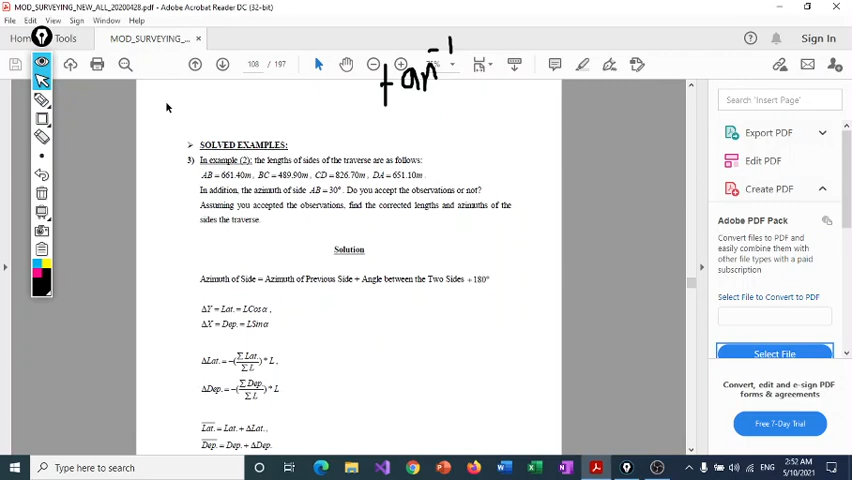 MOD_SURVEYING_NEW_ALL_20200428.pdf - Adobe Acrobat Reader DC (32-bit)
File Edit View Sign Window Help
Home Tools MOD_SURVEYING_... × Sign In
108 / 197
tan-1
➢ SOLVED EXAMPLES:
3) In example (2): the lengths of sides of the traverse are as follows:
AB = 661.40m, BC = 489.90m, CD = 826.70m, DA = 651.10m.
In addition, the azimuth of side AB = 30°. Do you accept the observations or not?
Assuming you accepted the observations, find the corrected lengths and azimuths of the
sides the traverse.
Solution
Azimuth of Side = Azimuth of Previous Side + Angle between the Two Sides +180°
ΔY = Lat. = LCosα,
ΔX = Dep. = LSinα
ΔLat. = -(∑Lat./∑L)* L,
ΔDep. = -(∑Dep./∑L)* L
Lat. = Lat. + ΔLat.,
Dep. = Dep. + ΔDep.
Search 'Insert Page'
Export PDF
Edit PDF
Create PDF
Adobe PDF Pack
Convert files to PDF and
easily combine them with
other file types with a paid
subscription
Select File to Convert to PDF
Select File
Convert, edit and e-sign PDF
forms & agreements
Free 7-Day Trial
Type here to search
ENG
2:52 AM
5/10/2021